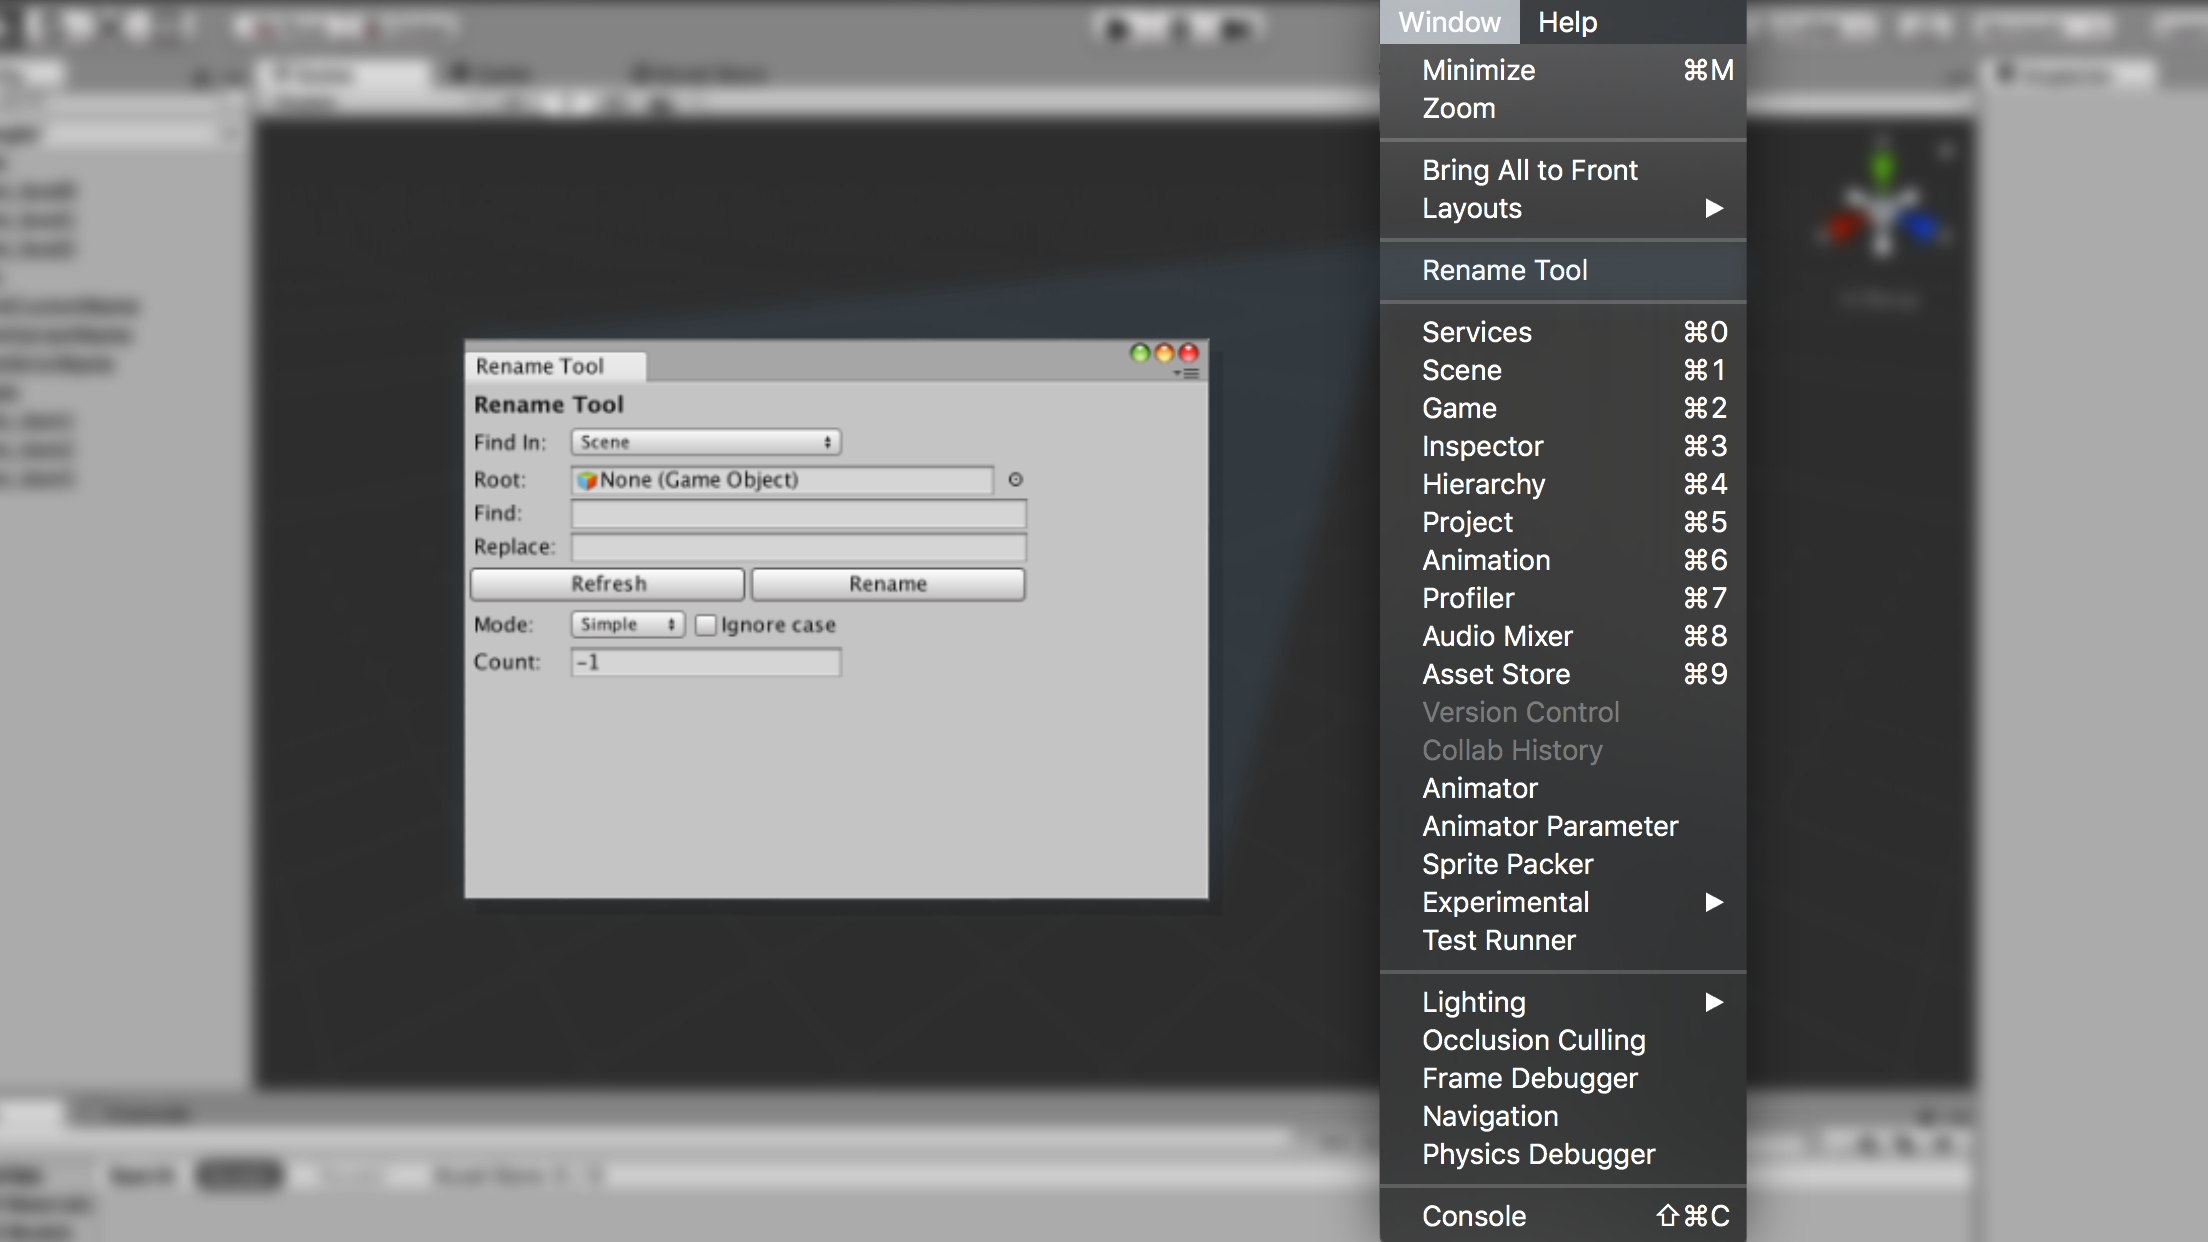 Window Help
Minimize ⌘M
Zoom
Bring All to Front
Layouts ▶
Rename Tool
Services ⌘0
Scene ⌘1
Game ⌘2
Inspector ⌘3
Hierarchy ⌘4
Project ⌘5
Animation ⌘6
Profiler ⌘7
Audio Mixer ⌘8
Asset Store ⌘9
Version Control
Collab History
Animator
Animator Parameter
Sprite Packer
Experimental ▶
Test Runner
Lighting ▶
Occlusion Culling
Frame Debugger
Navigation
Physics Debugger
Console ⇧⌘C
Rename Tool
Rename Tool
Find In: Scene
Root: None (Game Object)
Find:
Replace:
Refresh Rename
Mode: Simple Ignore case
Count: -1